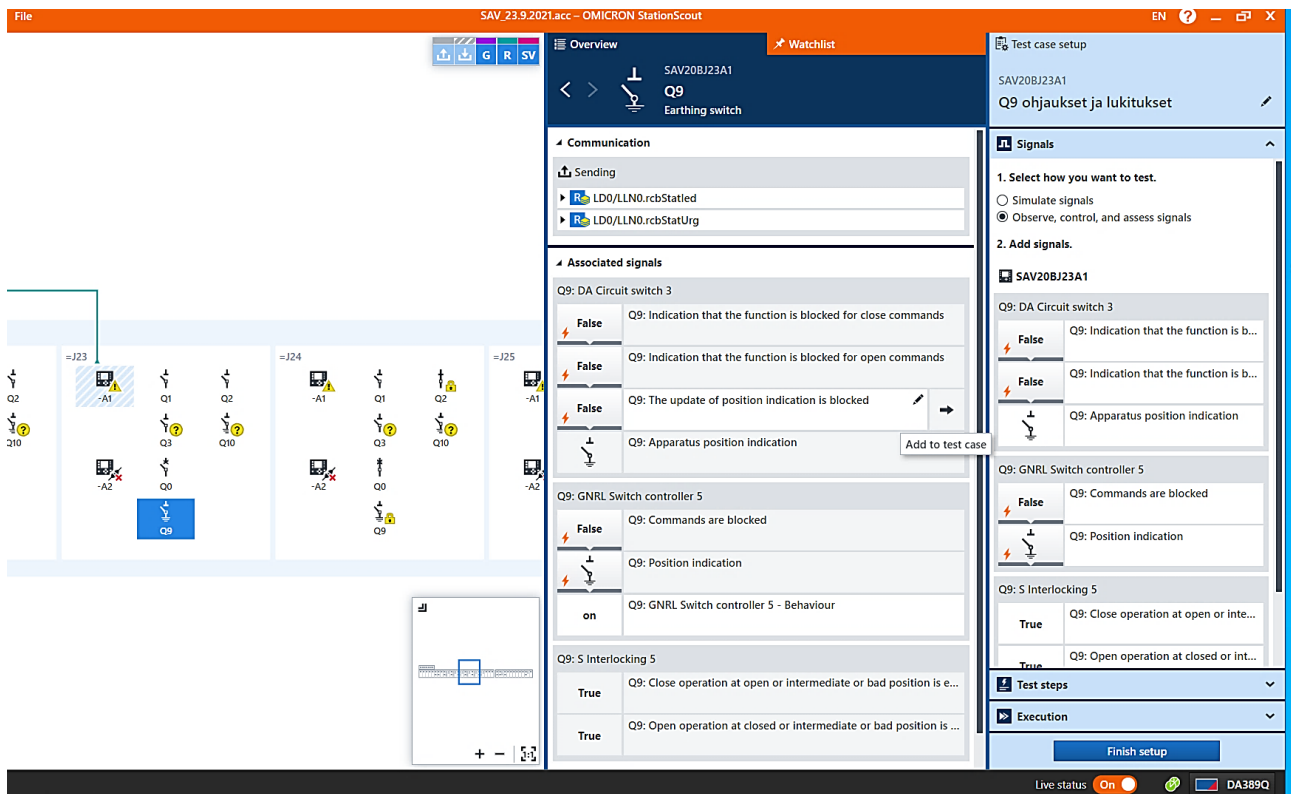 File
SAV_23.9.2021.acc – OMICRON StationScout
EN ? _ X
G R SV
=J23
=J24
=J25
Q2
-A1
Q1
Q2
-A1
Q1
Q2
-A1
Q10
Q3
Q10
Q3
Q10
-A2
Q0
-A2
Q0
-A2
Q9
Q9
1:1
Overview
Watchlist
SAV20BJ23A1
Q9
Earthing switch
Communication
Sending
R LD0/LLN0.rcbStatIed
R LD0/LLN0.rcbStatUrg
Associated signals
Q9: DA Circuit switch 3
False Q9: Indication that the function is blocked for close commands
False Q9: Indication that the function is blocked for open commands
False Q9: The update of position indication is blocked
Q9: Apparatus position indication
Add to test case
Q9: GNRL Switch controller 5
False Q9: Commands are blocked
Q9: Position indication
on Q9: GNRL Switch controller 5 - Behaviour
Q9: S Interlocking 5
True Q9: Close operation at open or intermediate or bad position is e...
True Q9: Open operation at closed or intermediate or bad position is ...
Test case setup
SAV20BJ23A1
Q9 ohjaukset ja lukitukset
Signals
1. Select how you want to test.
Simulate signals
Observe, control, and assess signals
2. Add signals.
SAV20BJ23A1
Q9: DA Circuit switch 3
False Q9: Indication that the function is b...
False Q9: Indication that the function is b...
Q9: Apparatus position indication
Q9: GNRL Switch controller 5
False Q9: Commands are blocked
Q9: Position indication
Q9: S Interlocking 5
True Q9: Close operation at open or inte...
True Q9: Open operation at closed or int...
Test steps
Execution
Finish setup
Live status On DA389Q